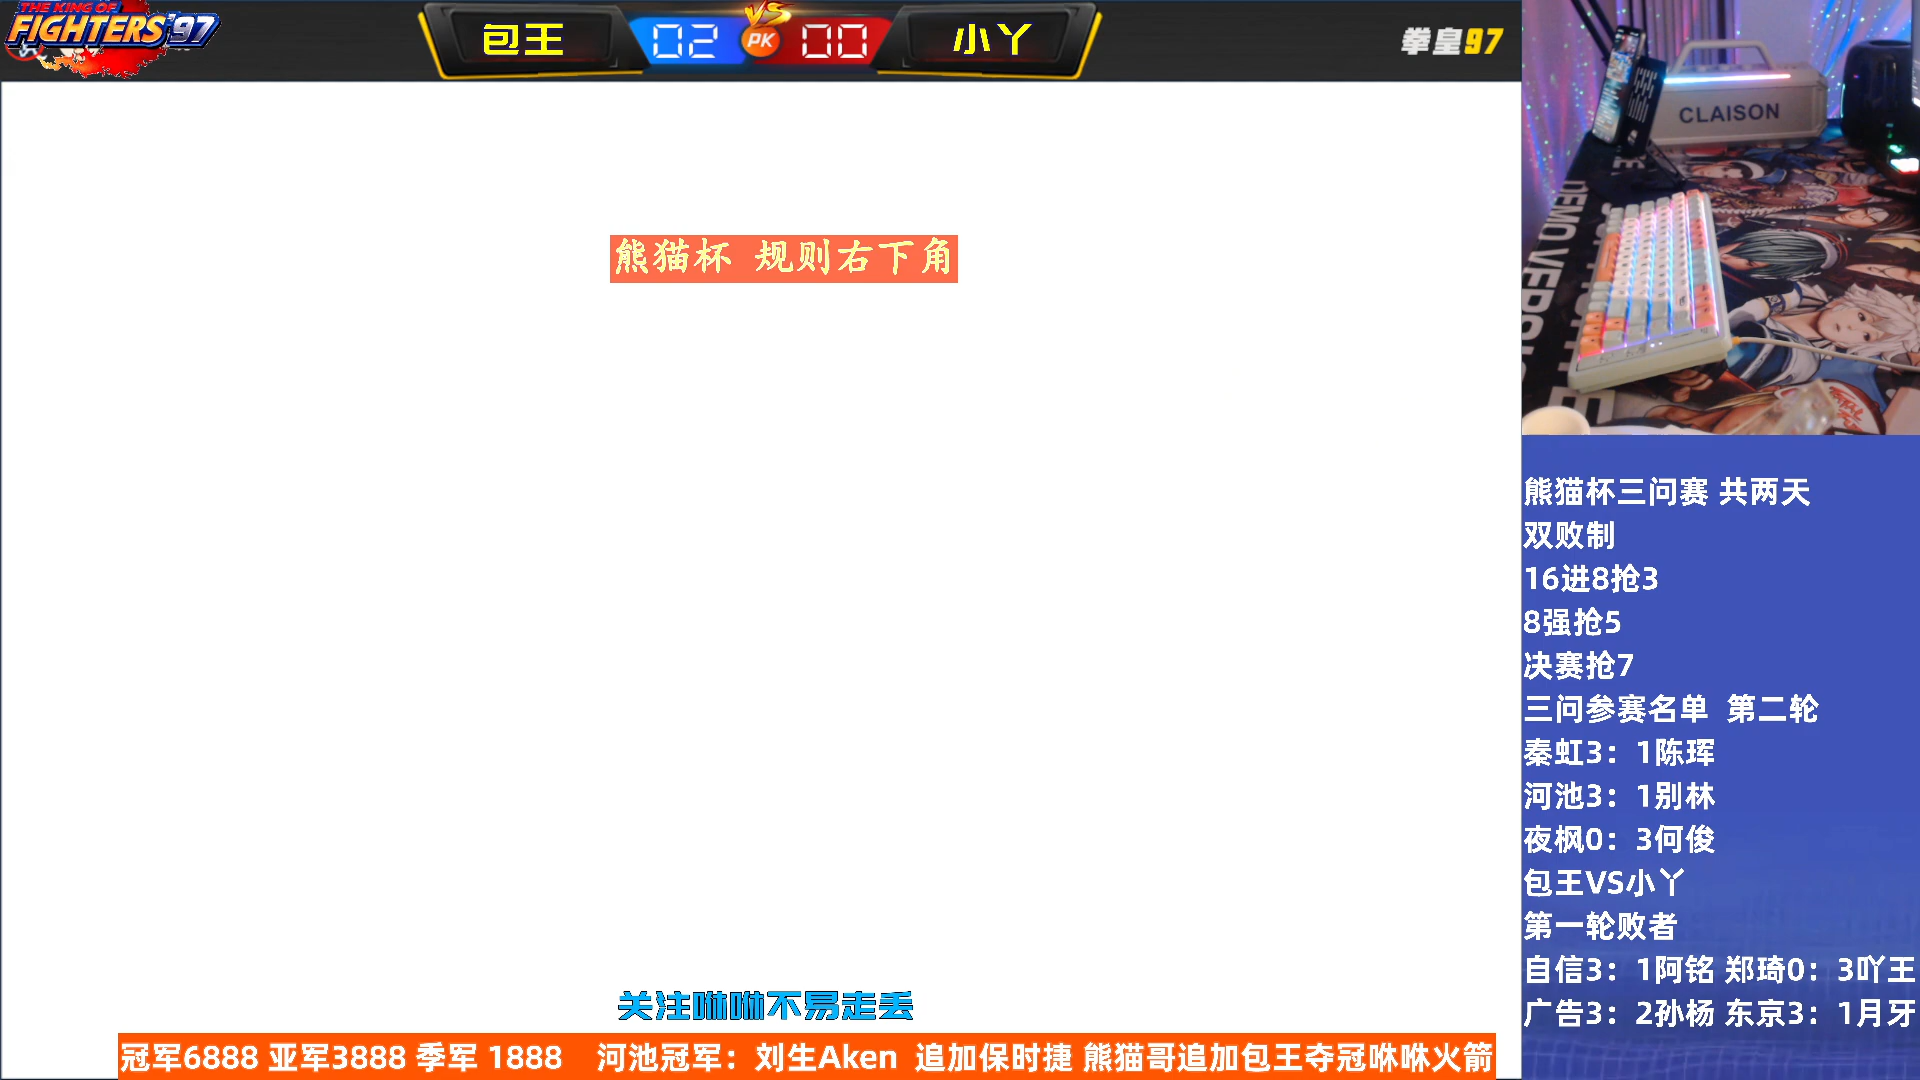 THE KING OF
FIGHTERS'97
包王 02 VS PK 00 小丫
拳皇97
CLAISON
DEMO VERSION
熊猫杯 规则右下角
熊猫杯三问赛 共两天
双败制
16进8抢3
8强抢5
决赛抢7
三问参赛名单 第二轮
秦虹3：1陈珲
河池3：1别林
夜枫0：3何俊
包王VS小丫
第一轮败者
自信3：1阿铭 郑琦0：3吖王
广告3：2孙杨 东京3：1月牙
关注咻咻不易走丢
冠军6888 亚军3888 季军 1888 河池冠军：刘生Aken 追加保时捷 熊猫哥追加包王夺冠咻咻火箭